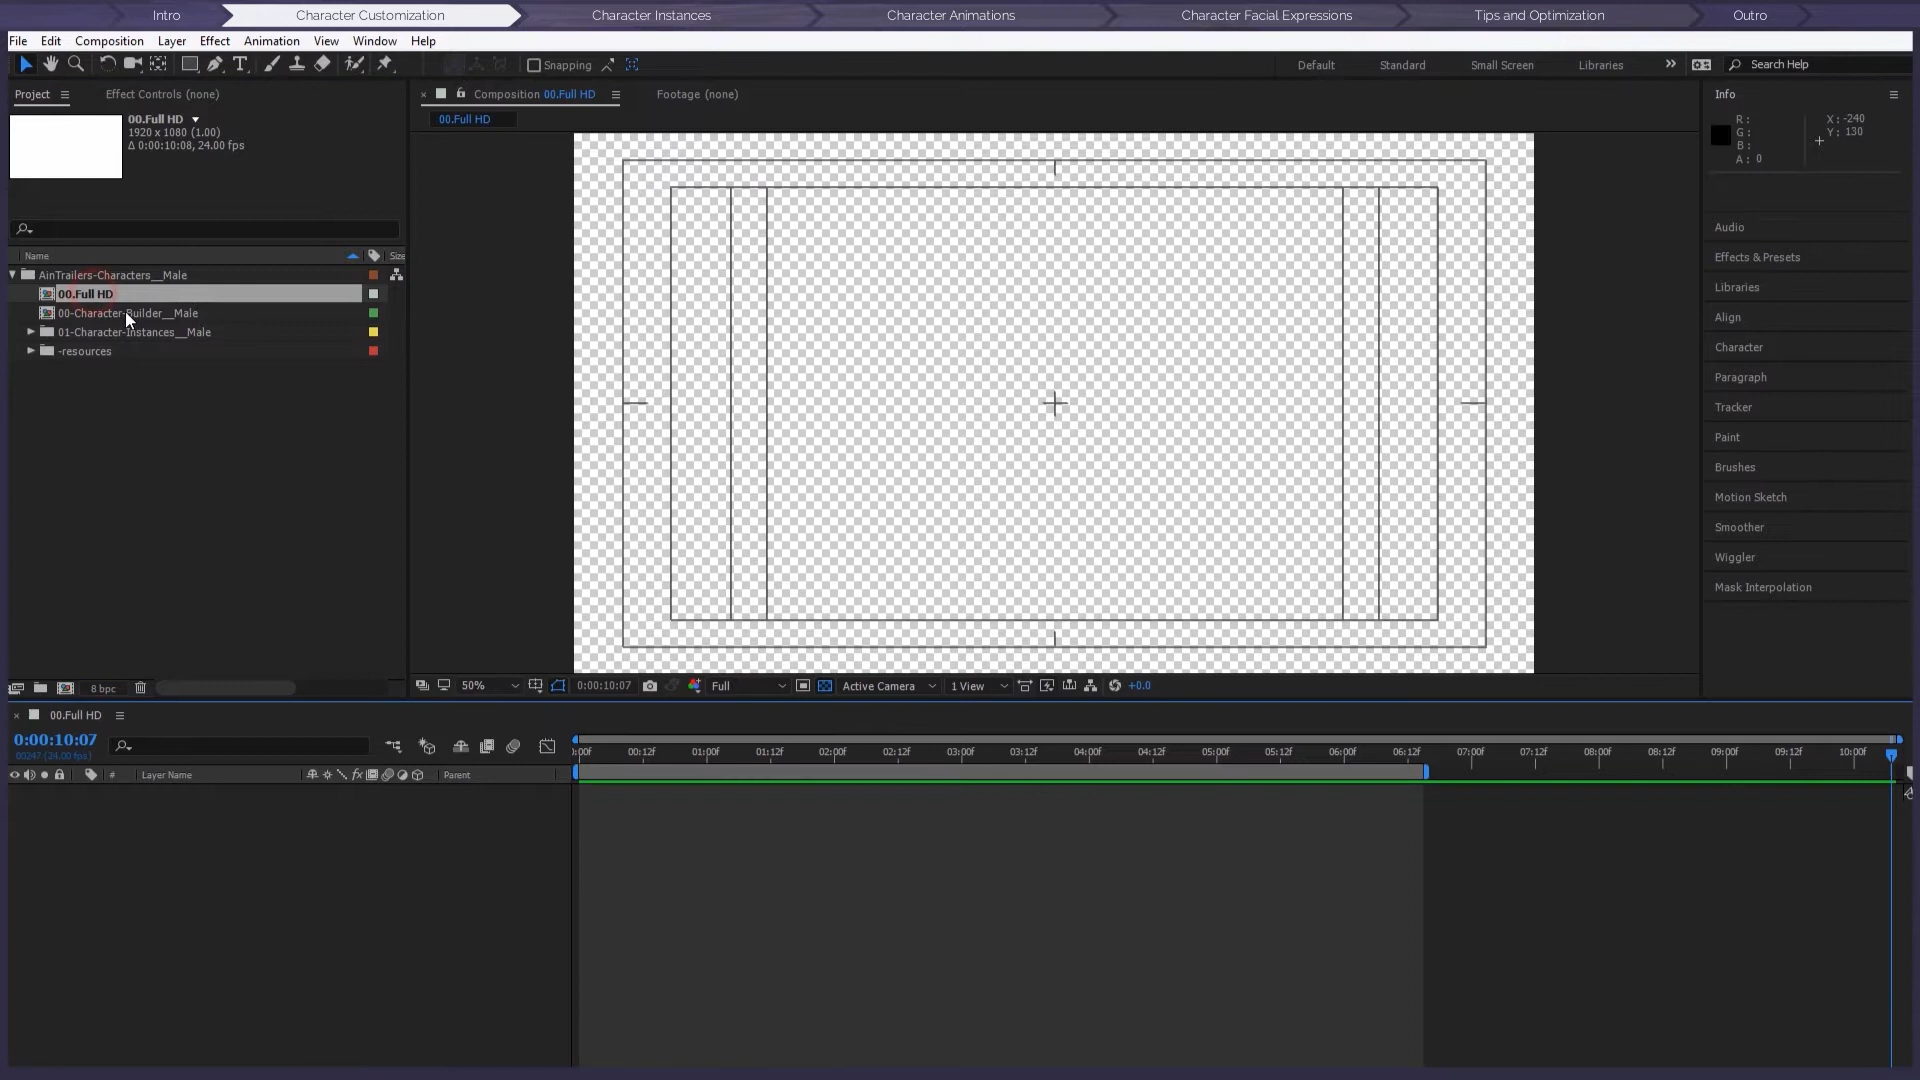 Intro Character Customization Character Instances Character Animations Character Facial Expressions Tips and Optimization Outro
File Edit Composition Layer Effect Animation View Window Help
T Snapping Default Standard Small Screen Libraries Search Help
Project Effect Controls (none)
Composition 00.Full HD Footage (none)
Info
00.Full HD
1920 x 1080 (1.00)
Δ 0:00:10:08, 24.00 fps
00.Full HD
R :
G :
B :
A : 0
X : -240
Y : 130
Name Size
AinTrailers-Characters__Male
00.Full HD
00-Character-Builder__Male
01-Character-Instances__Male
-resources
Audio
Effects & Presets
Libraries
Align
Character
Paragraph
Tracker
Paint
Brushes
Motion Sketch
Smoother
Wiggler
Mask Interpolation
8 bpc
50% 0:00:10:07 Full Active Camera 1 View +0.0
00.Full HD
0:00:10:07
00247 (24.00 fps)
):00f 00:12f 01:00f 01:12f 02:00f 02:12f 03:00f 03:12f 04:00f 04:12f 05:00f 05:12f 06:00f 06:12f 07:00f 07:12f 08:00f 08:12f 09:00f 09:12f 10:00f
# Layer Name fx Parent